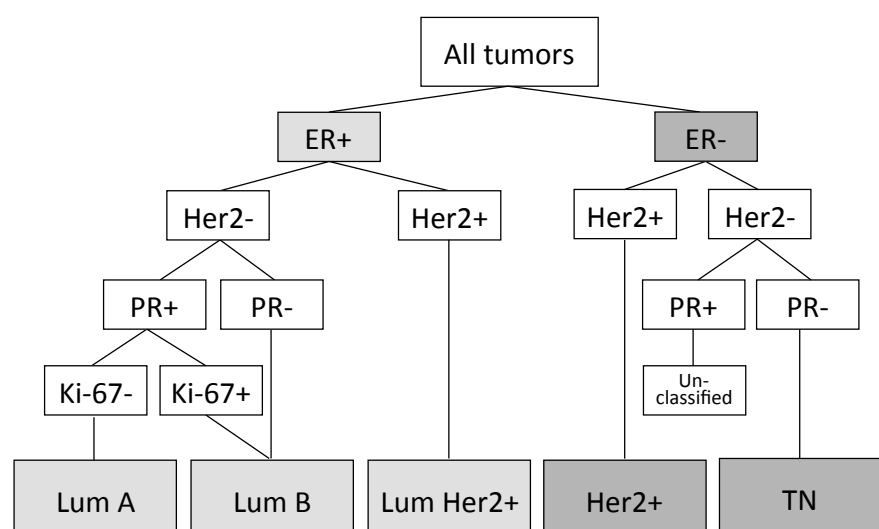 All tumors
ER+
ER-
Her2-
Her2+
Her2+
Her2-
PR+
PR-
PR+
PR-
Ki-67-
Ki-67+
Un-
classified
Lum A
Lum B
Lum Her2+
Her2+
TN